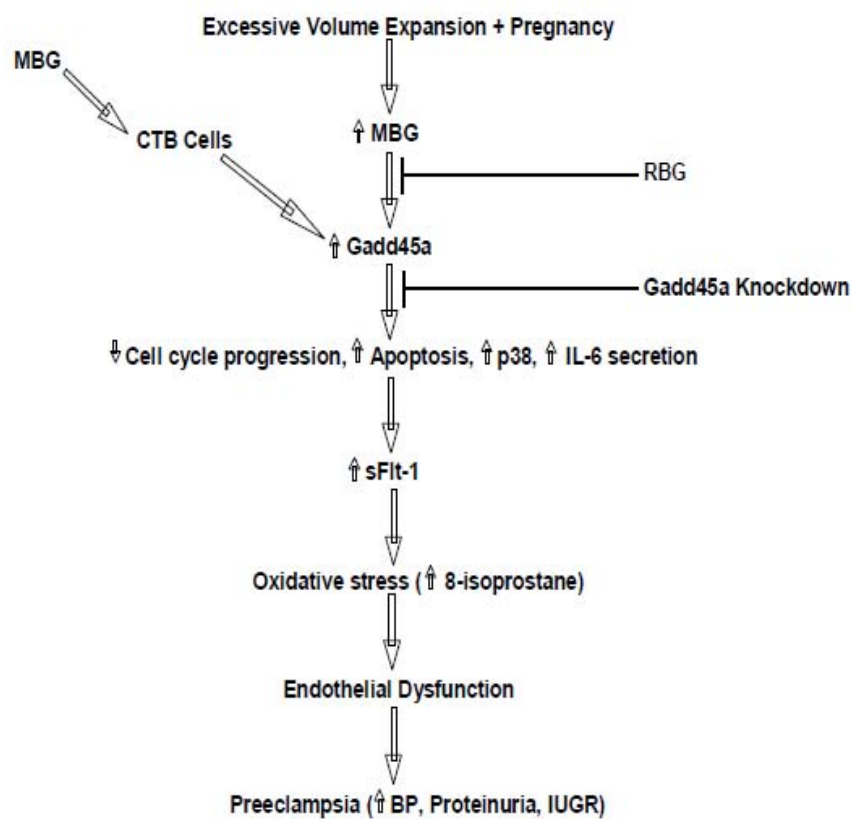 Excessive Volume Expansion + Pregnancy
MBG
⇧ MBG
CTB Cells
RBG
⇧ Gadd45a
Gadd45a Knockdown
⇩ Cell cycle progression, ⇧ Apoptosis, ⇧ p38, ⇧ IL-6 secretion
⇧ sFlt-1
Oxidative stress (⇧ 8-isoprostane)
Endothelial Dysfunction
Preeclampsia (⇧ BP, Proteinuria, IUGR)